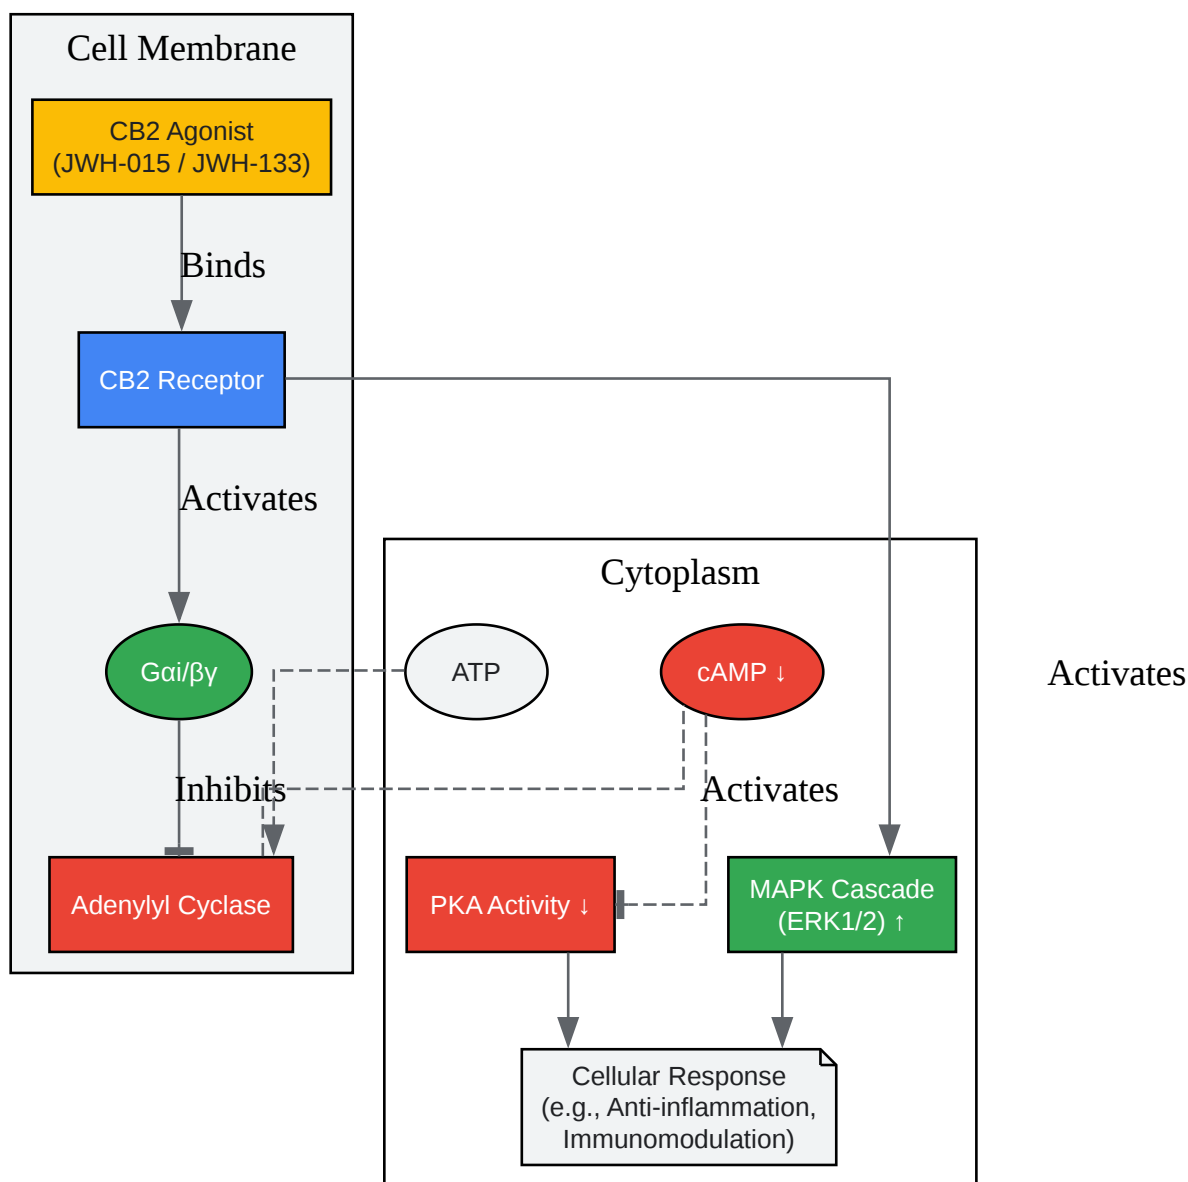 Cell Membrane
CB2 Agonist
(JWH-015 / JWH-133)
Binds
CB2 Receptor
Activates
Cytoplasm
Gαi/βγ
ATP
cAMP ↓
Activates
Inhibits
Activates
Adenylyl Cyclase
PKA Activity ↓
MAPK Cascade
(ERK1/2) ↑
Cellular Response
(e.g., Anti-inflammation,
Immunomodulation)